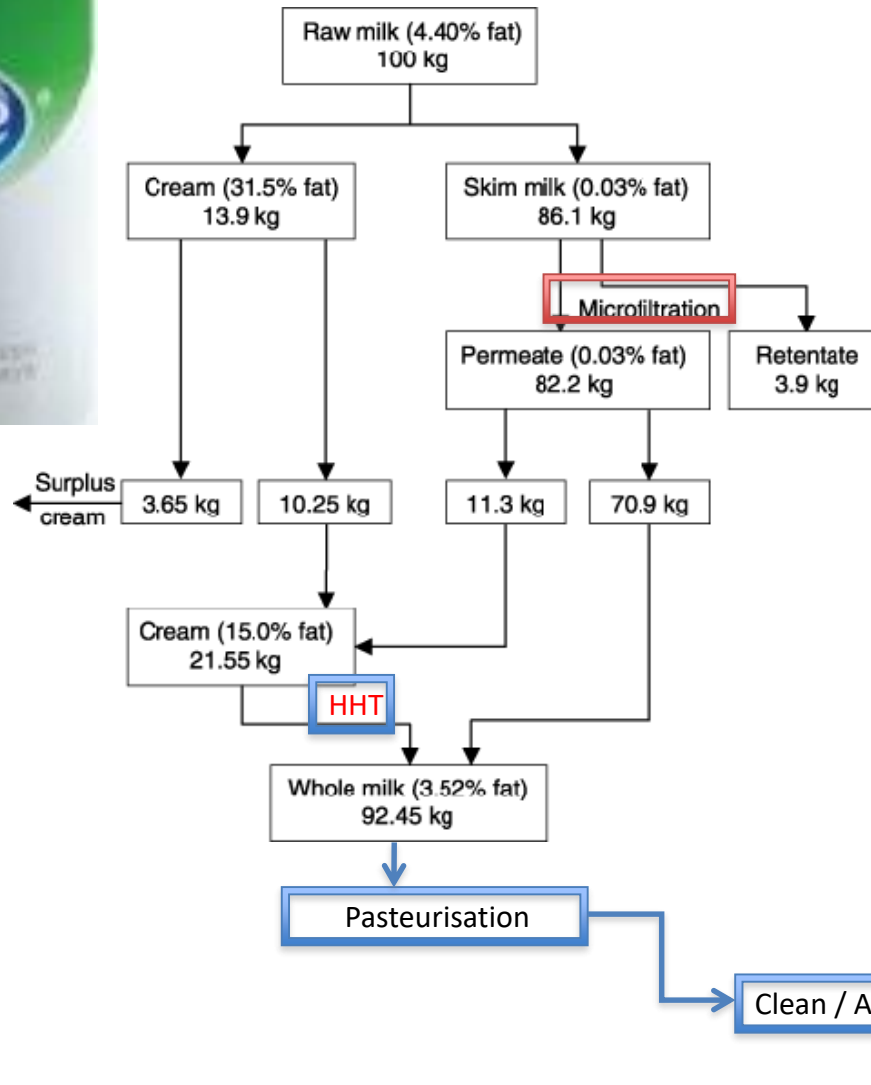 Raw milk (4.40% fat)
100 kg
Cream (31.5% fat)
13.9 kg
Skim milk (0.03% fat)
86.1 kg
Microfiltration
Permeate (0.03% fat)
82.2 kg
Retentate
3.9 kg
Surplus
cream
3.65 kg
10.25 kg
11.3 kg
70.9 kg
Cream (15.0% fat)
21.55 kg
HHT
Whole milk (3.52% fat)
92.45 kg
Pasteurisation
Clean / A